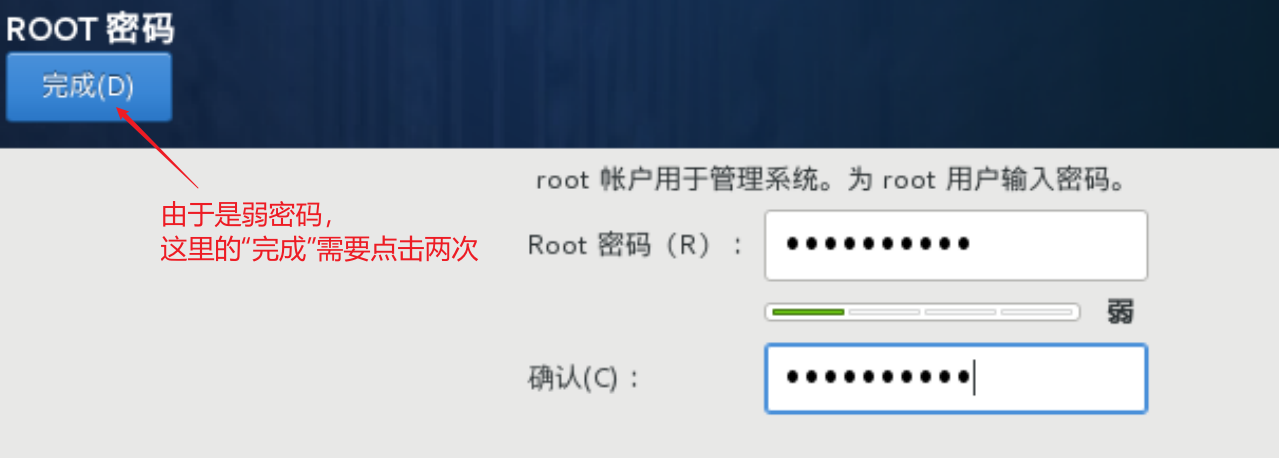 ROOT 密码
完成(D)
由于是弱密码，
这里的“完成”需要点击两次
root 帐户用于管理系统。为 root 用户输入密码。
Root 密码（R）：
••••••••••
弱
确认(C)：
••••••••••